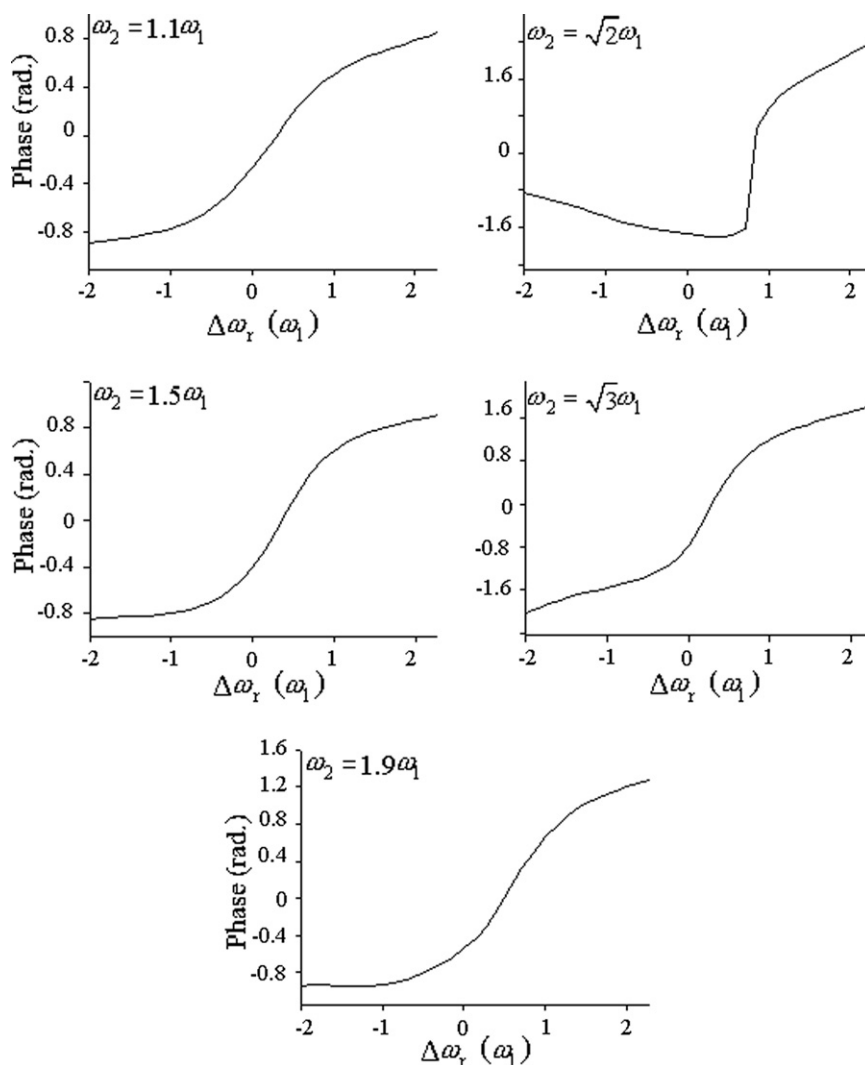 ω₂ = 1.1ω₁
Phase (rad.)
0.8
0.4
0
-0.4
-0.8
-2 -1 0 1 2
Δωᵣ (ω₁)
ω₂ = √2ω₁
1.6
0
-1.6
-2 -1 0 1 2
Δωᵣ (ω₁)
ω₂ = 1.5ω₁
Phase (rad.)
0.8
0.4
0
-0.4
-0.8
-2 -1 0 1 2
Δωᵣ (ω₁)
ω₂ = √3ω₁
1.6
0.8
0
-0.8
-1.6
-2 -1 0 1 2
Δωᵣ (ω₁)
ω₂ = 1.9ω₁
Phase (rad.)
1.6
1.2
0.8
0.4
0
-0.4
-0.8
-2 -1 0 1 2
Δωᵣ (ω₁)